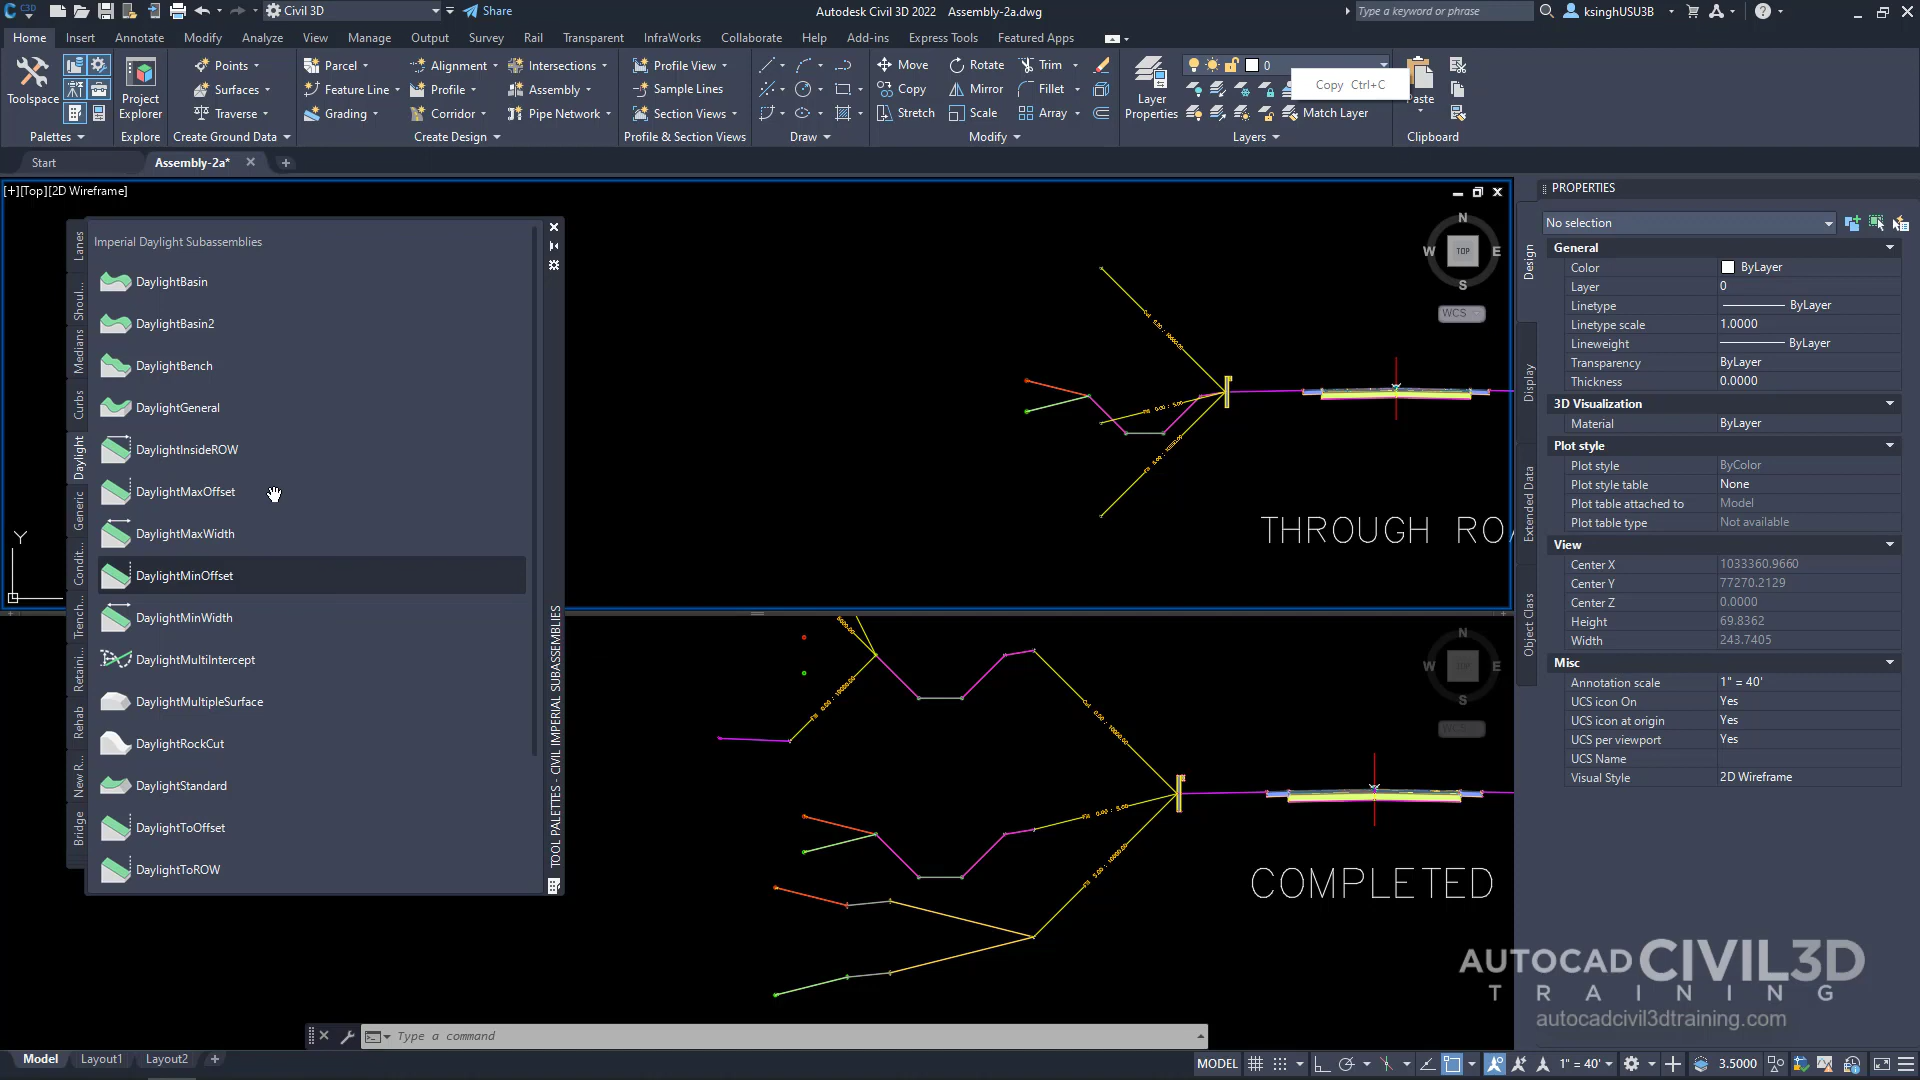 Civil 3D
Share
Autodesk Civil 3D 2022 Assembly-2a.dwg
Type a keyword or phrase
ksinghUSU3B
Home Insert Annotate Modify Analyze View Manage Output Survey Rail Transparent InfraWorks Collaborate Help Add-ins Express Tools Featured Apps
Toolspace
Palettes
Project Explorer
Explore
Points
Surfaces
Traverse
Create Ground Data
Parcel
Feature Line
Grading
Alignment
Profile
Corridor
Intersections
Assembly
Pipe Network
Create Design
Profile View
Sample Lines
Section Views
Profile & Section Views
Draw
Move
Copy
Stretch
Rotate
Mirror
Scale
Trim
Fillet
Array
Modify
Layer Properties
0
Copy Ctrl+C
Match Layer
Layers
Paste
Clipboard
Start
Assembly-2a*
[+][Top][2D Wireframe]
Imperial Daylight Subassemblies
DaylightBasin
DaylightBasin2
DaylightBench
DaylightGeneral
DaylightInsideROW
DaylightMaxOffset
DaylightMaxWidth
DaylightMinOffset
DaylightMinWidth
DaylightMultiIntercept
DaylightMultipleSurface
DaylightRockCut
DaylightStandard
DaylightToOffset
DaylightToROW
Lanes
Shoul...
Medians
Curbs
Daylight
Generic
Condit...
Trench...
Retaini...
Rehab
New R...
Bridge
TOOL PALETTES - CIVIL IMPERIAL SUBASSEMBLIES
Y
N
W TOP E
S
WCS
THROUGH RO
N
W TOP E
S
WCS
COMPLETED
PROPERTIES
No selection
Design
Display
Extended Data
Object Class
General
Color ByLayer
Layer 0
Linetype ByLayer
Linetype scale 1.0000
Lineweight ByLayer
Transparency ByLayer
Thickness 0.0000
3D Visualization
Material ByLayer
Plot style
Plot style ByColor
Plot style table None
Plot table attached to Model
Plot table type Not available
View
Center X 1033360.9660
Center Y 77270.2129
Center Z 0.0000
Height 69.8362
Width 243.7405
Misc
Annotation scale 1" = 40'
UCS icon On Yes
UCS icon at origin Yes
UCS per viewport Yes
UCS Name
Visual Style 2D Wireframe
AUTOCAD CIVIL3D
TRAINING
autocadcivil3dtraining.com
Type a command
Model Layout1 Layout2
MODEL
1" = 40'
3.5000